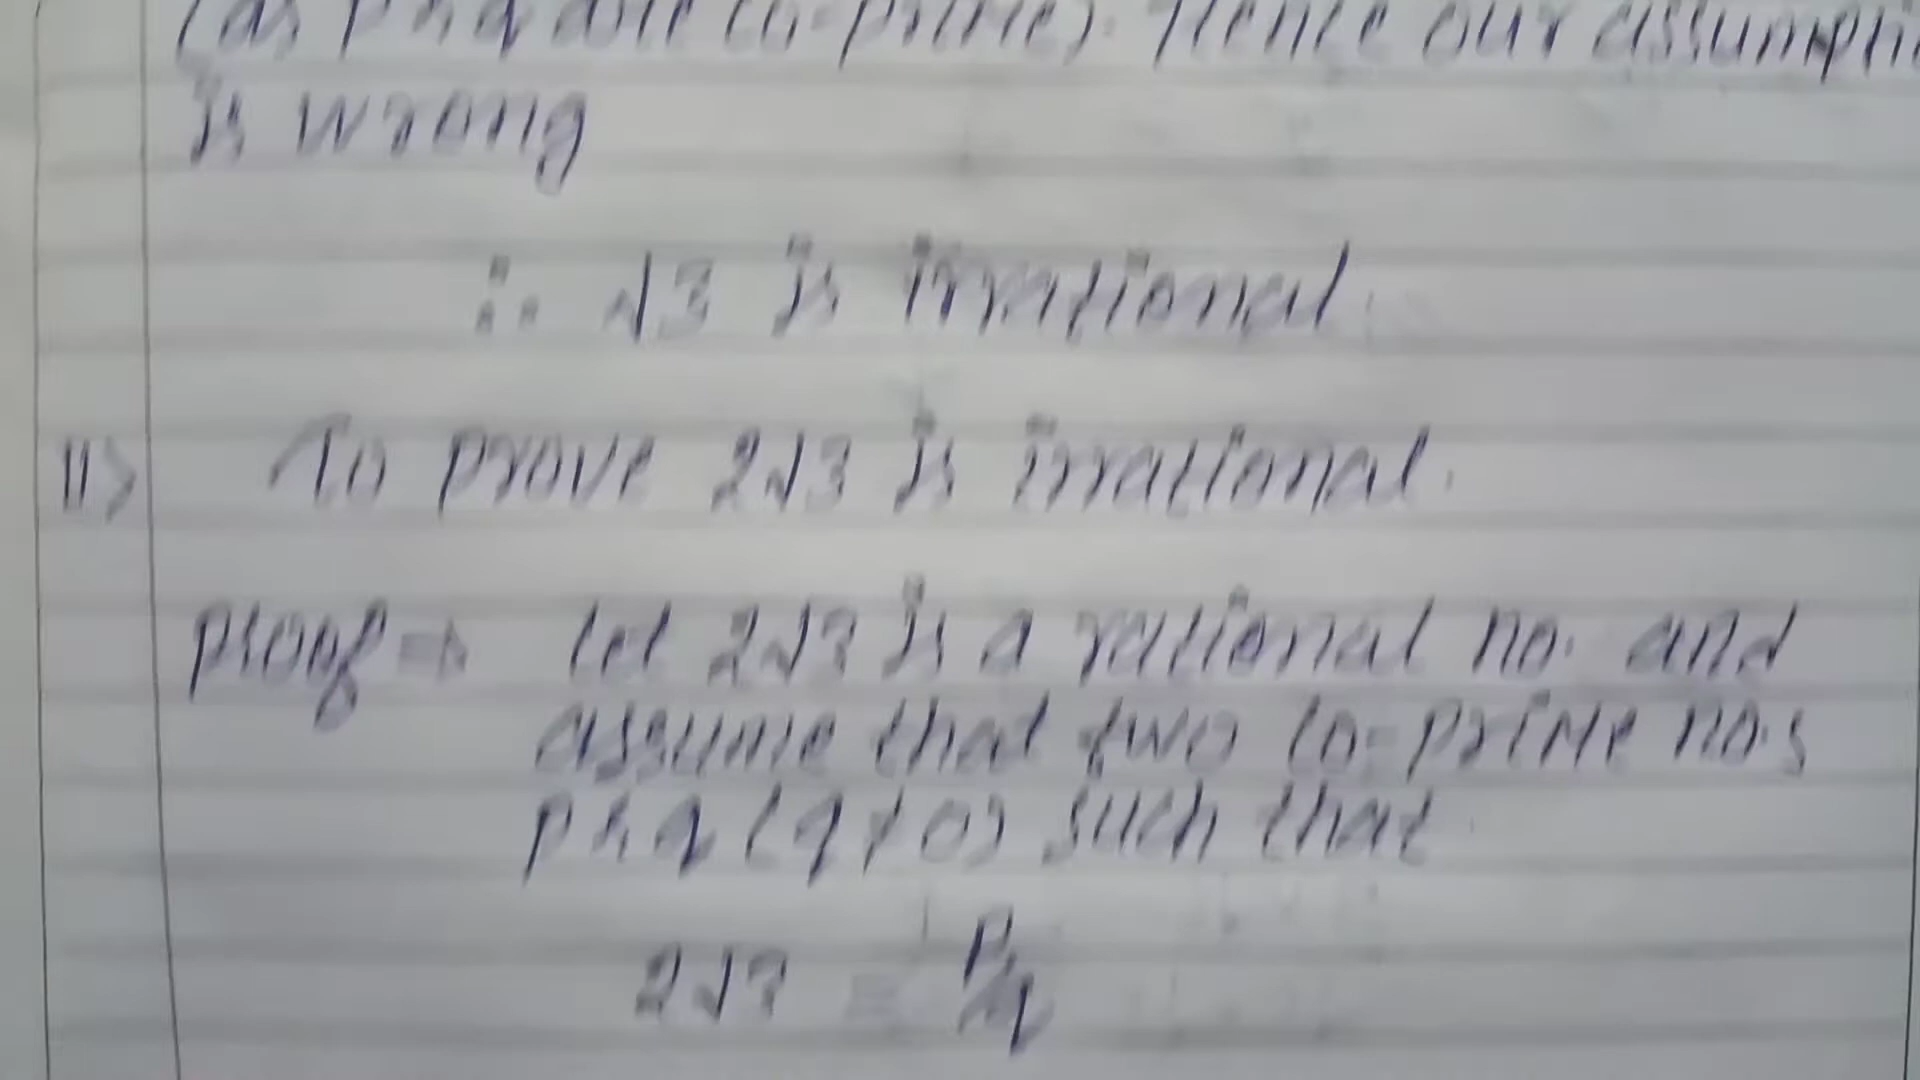 (as p & q are co-prime). Hence our assumpti
is wrong
∴ √3 is irrational.
II> To prove 2√3 is irrational.
proof ⇒ let 2√3 is a rational no. and
assume that two co-prime no.s
p & q (q ≠ 0) such that
2√3 = p/q